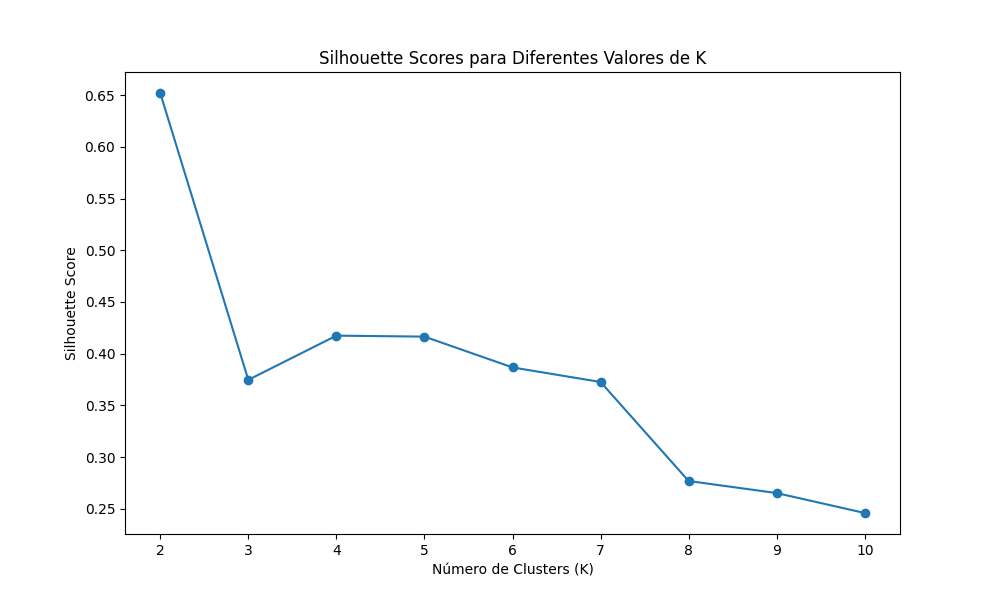 Silhouette Scores para Diferentes Valores de K
Silhouette Score
0.65
0.60
0.55
0.50
0.45
0.40
0.35
0.30
0.25
2 3 4 5 6 7 8 9 10
Número de Clusters (K)